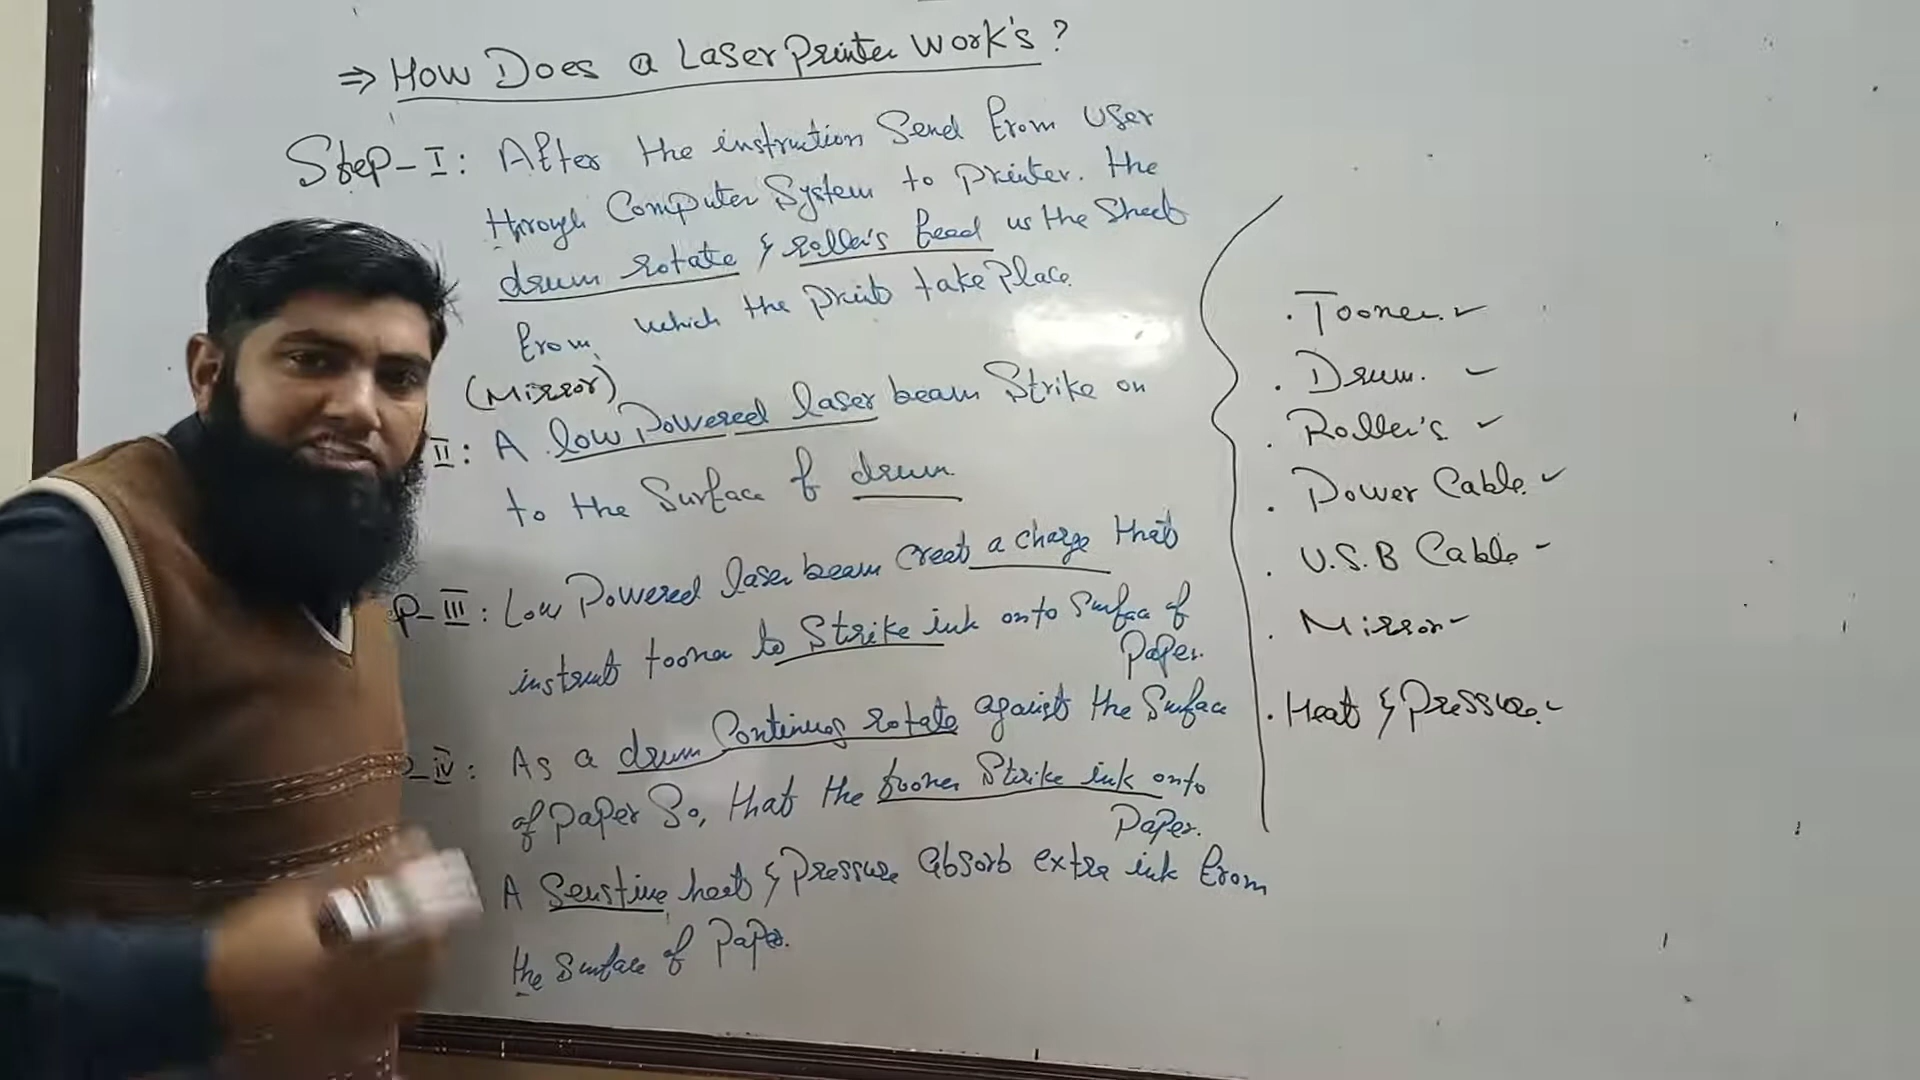 ⇒ How Does a Laser Printer Work's?
Step-I: After the instruction Send from user
through Computer System to printer. the
drum rotate & roller's feed us the Sheet
from which the print take Place.
(Mirror)
II: A low Powered laser beam Strike on
to the Surface of drum
P-III: Low Powered laser beam creat a charge that
instruct tooner to Strike ink onto Surface of
Paper.
P-IV: As a drum Continuos rotate against the Surface
of paper So, that the tooner Strike ink onto
Paper.
A Senstive heat & Pressure absorb extra ink from
the Surface of Paper.
. Tooner. ✓
. Drum. -
. Roller's ✓
. Power Cable. ✓
. U.S.B Cable -
. Mirror -
. Heat & Pressure. -